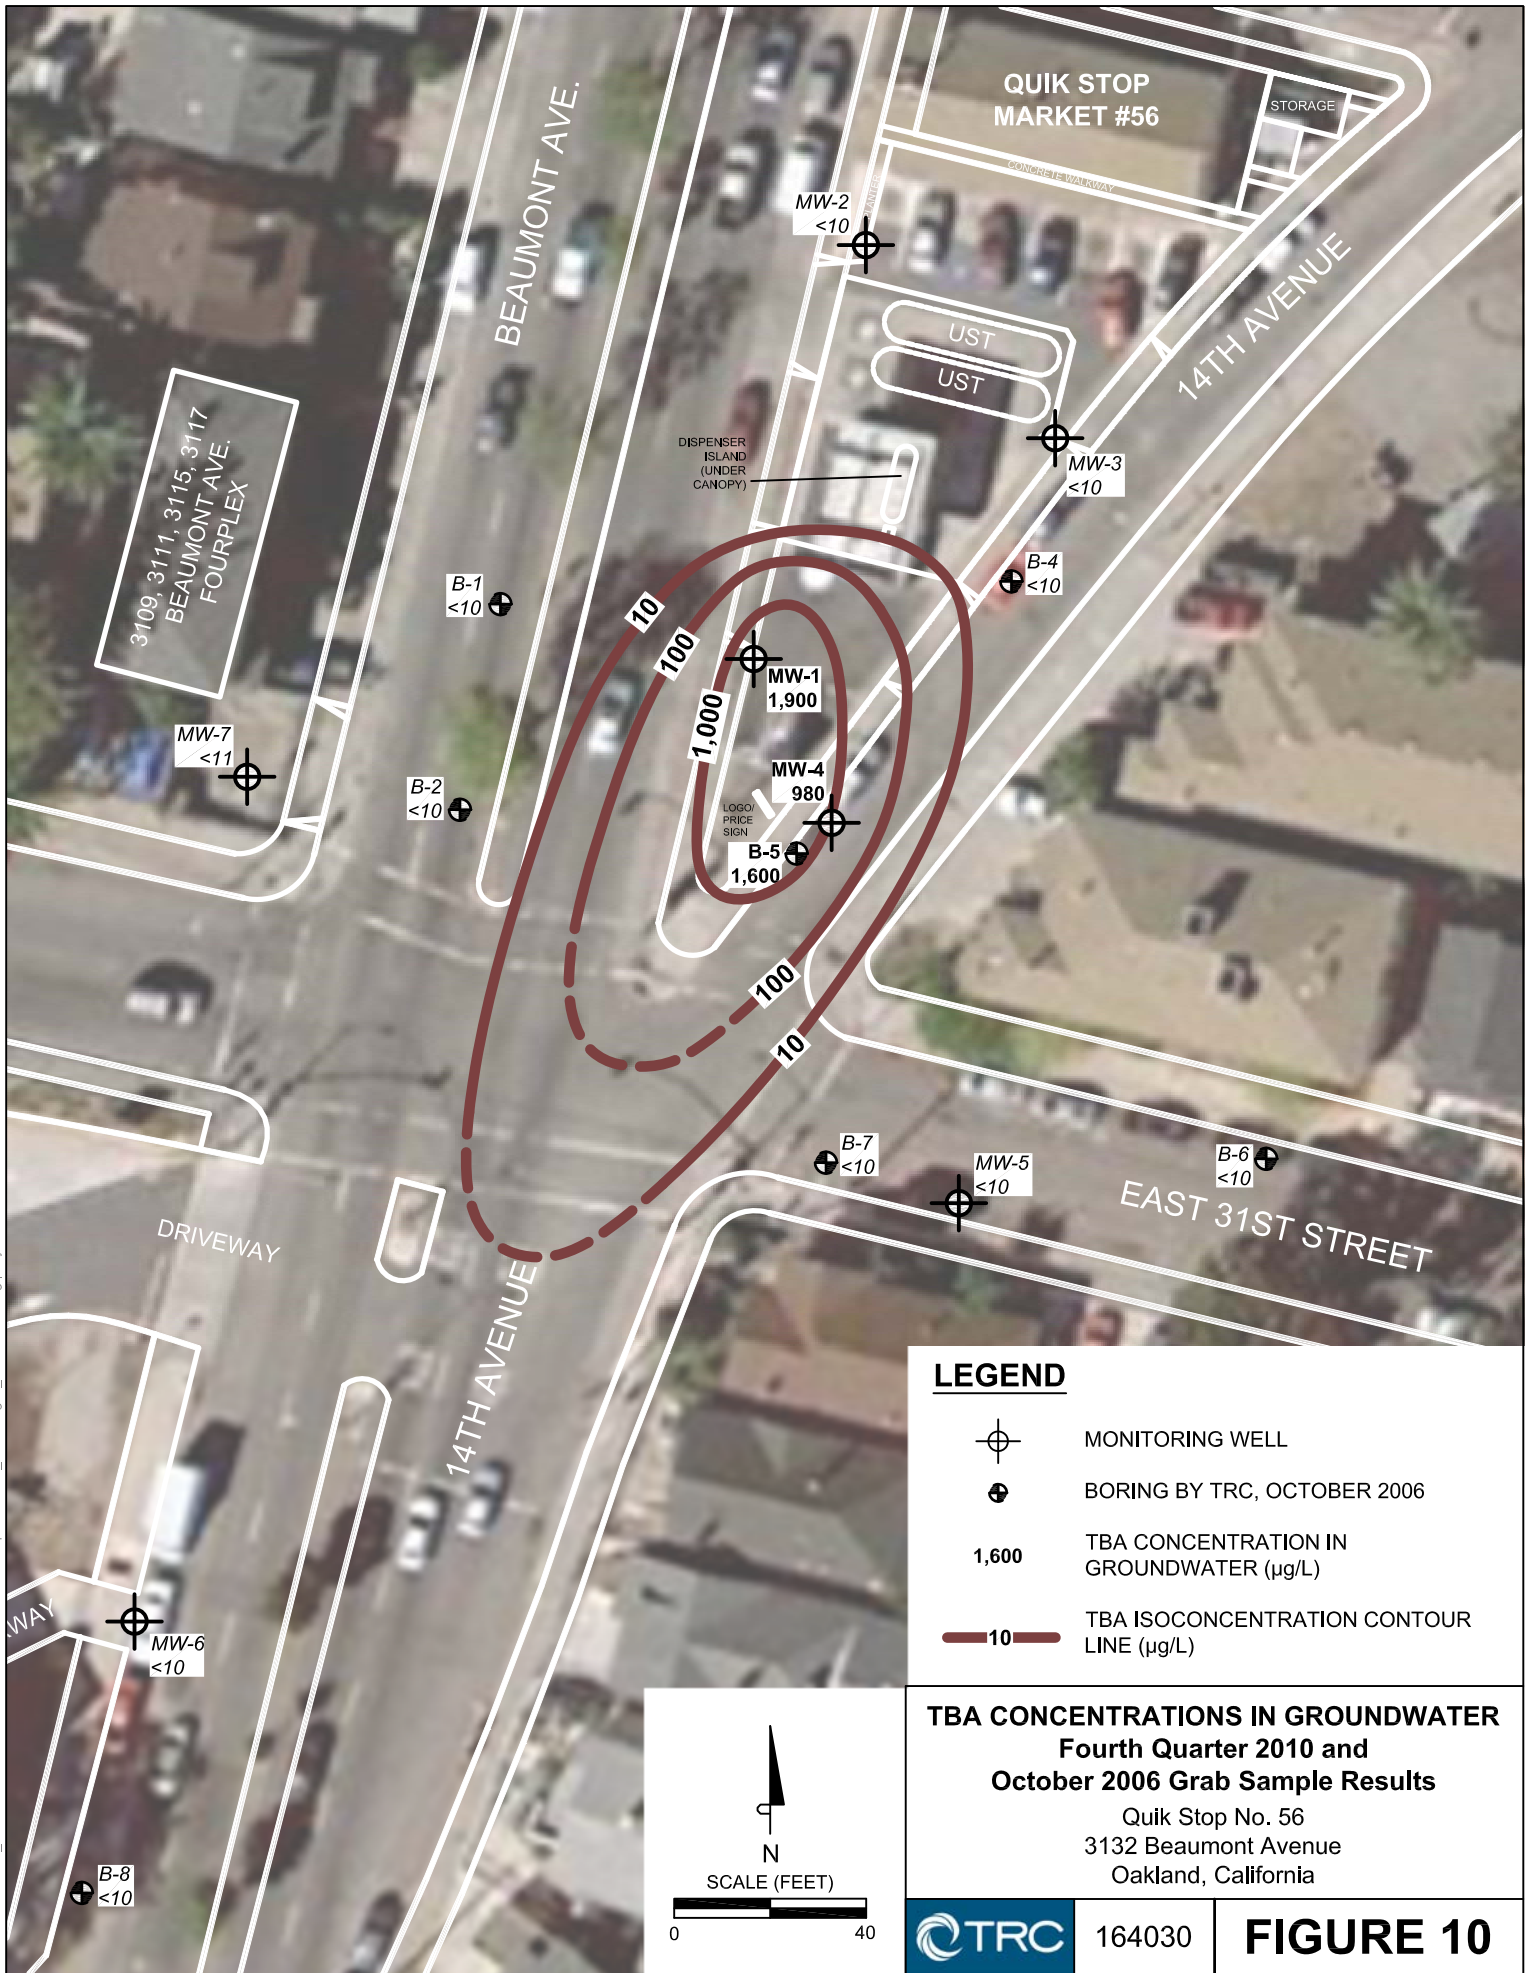 QUIK STOP
MARKET #56
STORAGE
CONCRETE WALKWAY
BEAUMONT AVE.
MW-2
<10
14TH AVENUE
UST
UST
DISPENSER
ISLAND
(UNDER
CANOPY)
MW-3
<10
3109, 3111, 3115, 3117
BEAUMONT AVE.
FOURPLEX
B-1
<10
B-4
<10
10
100
1,000
MW-1
1,900
MW-7
<11
B-2
<10
MW-4
980
LOGO/
PRICE
SIGN
B-5
1,600
100
10
B-7
<10
MW-5
<10
B-6
<10
EAST 31ST STREET
DRIVEWAY
14TH AVENUE
MW-6
<10
B-8
<10
LEGEND
MONITORING WELL
BORING BY TRC, OCTOBER 2006
1,600
TBA CONCENTRATION IN
GROUNDWATER (µg/L)
10
TBA ISOCONCENTRATION CONTOUR
LINE (µg/L)
N
SCALE (FEET)
0 40
TBA CONCENTRATIONS IN GROUNDWATER
Fourth Quarter 2010 and
October 2006 Grab Sample Results
Quik Stop No. 56
3132 Beaumont Avenue
Oakland, California
TRC
164030
FIGURE 10